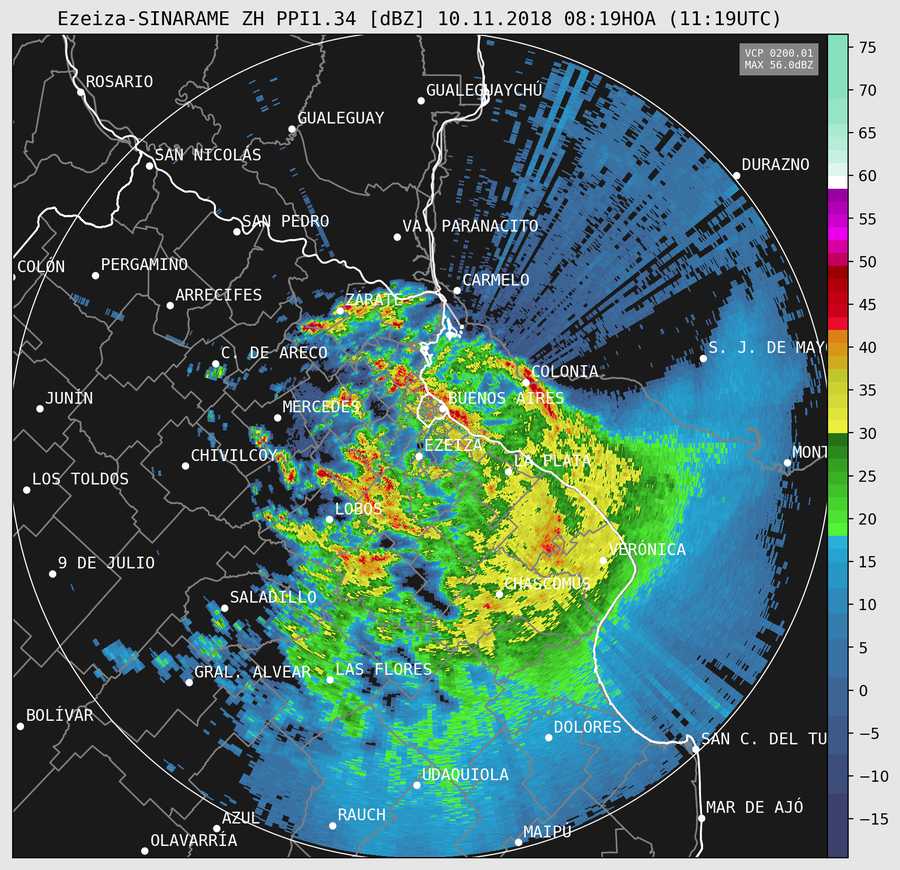 Ezeiza-SINARAME ZH PPI1.34 [dBZ] 10.11.2018 08:19HOA (11:19UTC)
VCP 0200.01
MAX 56.0dBZ
75
ROSARIO
GUALEGUAYCHÚ
70
GUALEGUAY
65
SAN NICOLÁS
DURAZNO
60
SAN PEDRO
VA. PARANACITO
55
COLÓN
PERGAMINO
50
CARMELO
ARRECIFES
ZÁRATE
45
C. DE ARECO
S. J. DE MAY
40
COLONIA
JUNÍN
MERCEDES
BUENOS AIRES
35
EZEIZA
30
CHIVILCOY
LA PLATA
MONT
LOS TOLDOS
25
LOBOS
20
9 DE JULIO
VERÓNICA
15
CHASCOMÚS
SALADILLO
10
GRAL. ALVEAR
LAS FLORES
5
0
BOLÍVAR
DOLORES
SAN C. DEL TU
−5
UDAQUIOLA
−10
MAR DE AJÓ
AZUL
RAUCH
−15
OLAVARRÍA
MAIPÚ